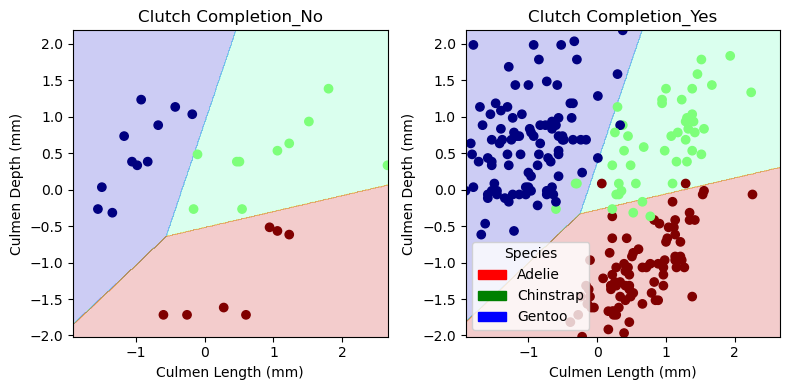 Clutch Completion_No
Culmen Depth (mm)
2.0
1.5
1.0
0.5
0.0
−0.5
−1.0
−1.5
−2.0
−1
0
1
2
Culmen Length (mm)
Clutch Completion_Yes
Culmen Depth (mm)
2.0
1.5
1.0
0.5
0.0
−0.5
−1.0
−1.5
−2.0
Species
Adelie
Chinstrap
Gentoo
−1
0
1
2
Culmen Length (mm)